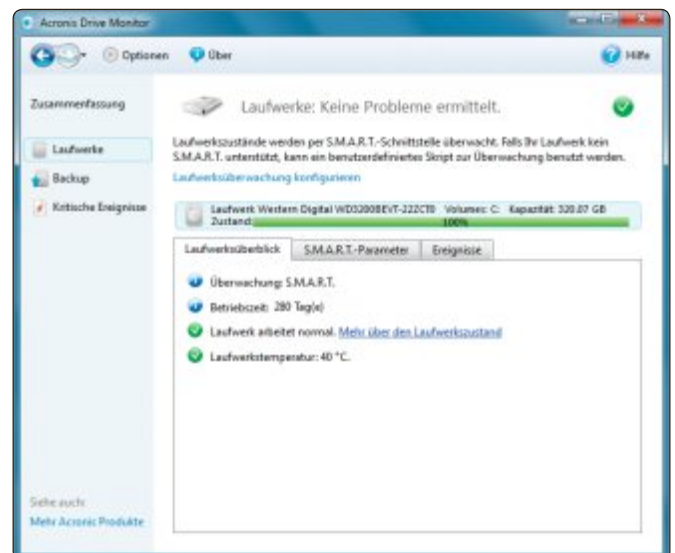 Acronis Drive Monitor
Optionen Über Hilfe
Zusammenfassung
Laufwerke
Backup
Kritische Ereignisse
Siehe auch:
Mehr Acronis Produkte
Laufwerke: Keine Probleme ermittelt.
Laufwerkszustände werden per S.M.A.R.T.-Schnittstelle überwacht. Falls Ihr Laufwerk kein
S.M.A.R.T. unterstützt, kann ein benutzerdefiniertes Skript zur Überwachung benutzt werden.
Laufwerksüberwachung konfigurieren
Laufwerk Western Digital WD3200BEVT-22ZCT0 Volumes: C: Kapazität: 320.07 GB
Zustand: 100%
Laufwerksüberblick S.M.A.R.T.-Parameter Ereignisse
Überwachung: S.M.A.R.T.
Betriebszeit: 280 Tag(e)
Laufwerk arbeitet normal. Mehr über den Laufwerkszustand
Laufwerkstemperatur: 40 °C.